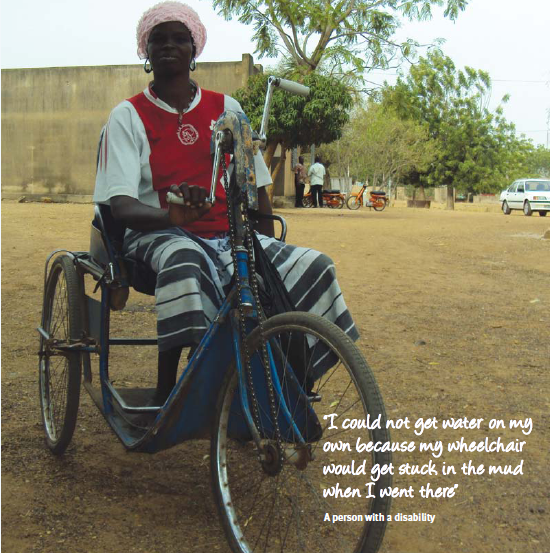 "I could not get water on my
own because my wheelchair
would get stuck in the mud
when I went there"
A person with a disability